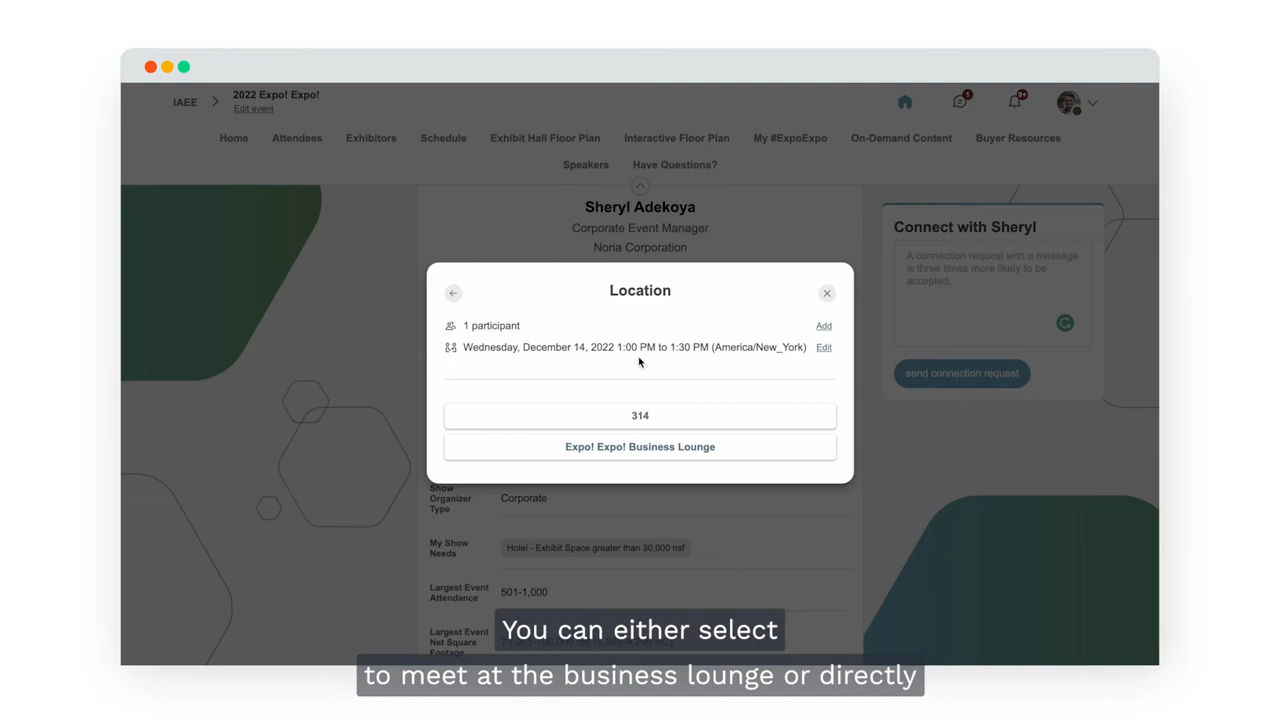 IAEE
2022 Expo! Expo!
Edit event
1
9+
Home Attendees Exhibitors Schedule Exhibit Hall Floor Plan Interactive Floor Plan My #ExpoExpo On-Demand Content Buyer Resources
Speakers Have Questions?
Sheryl Adekoya
Corporate Event Manager
Noria Corporation
Connect with Sheryl
A connection request with a message
is three times more likely to be
accepted.
send connection request
Location
1 participant Add
Wednesday, December 14, 2022 1:00 PM to 1:30 PM (America/New_York) Edit
314
Expo! Expo! Business Lounge
Show
Organizer
Type
Corporate
My Show
Needs
Hotel - Exhibit Space greater than 30,000 nsf
Largest Event
Attendance
501-1,000
Largest Event
Net Square
Footage
You can either select
to meet at the business lounge or directly